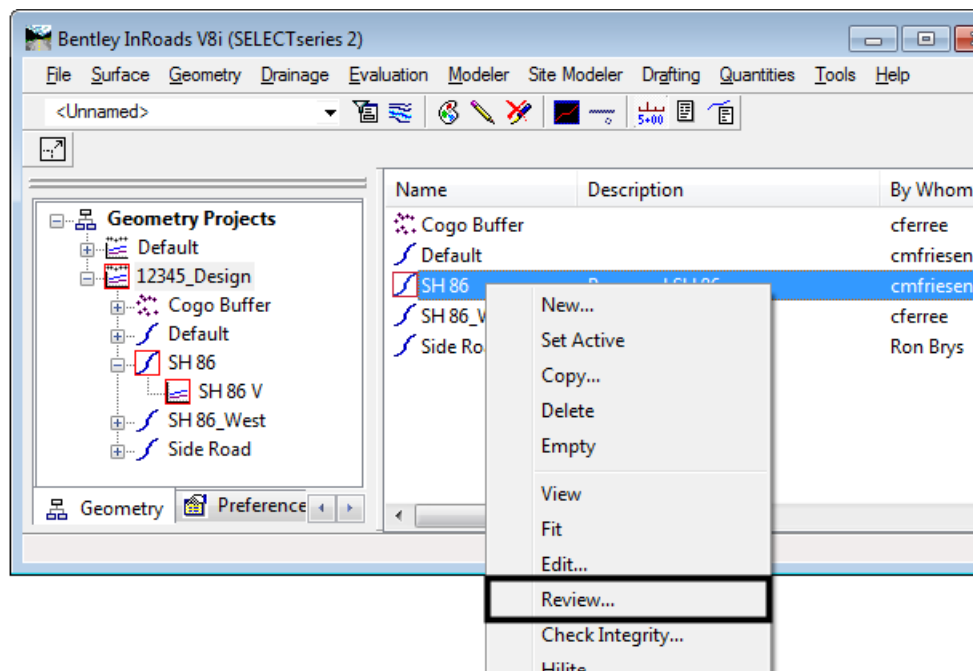 Bentley InRoads V8i (SELECTseries 2)
File Surface Geometry Drainage Evaluation Modeler Site Modeler Drafting Quantities Tools Help
<Unnamed>
5+00
Name Description By Whom
Geometry Projects
Default
12345_Design
Cogo Buffer
Default
SH 86
SH 86 V
SH 86_West
Side Road
Geometry Preference
Cogo Buffer cferree
Default cmfriesen
SH 86 cmfriesen
SH 86_V cferree
Side Ro Ron Brys
New...
Set Active
Copy...
Delete
Empty
View
Fit
Edit...
Review...
Check Integrity...
Hilite